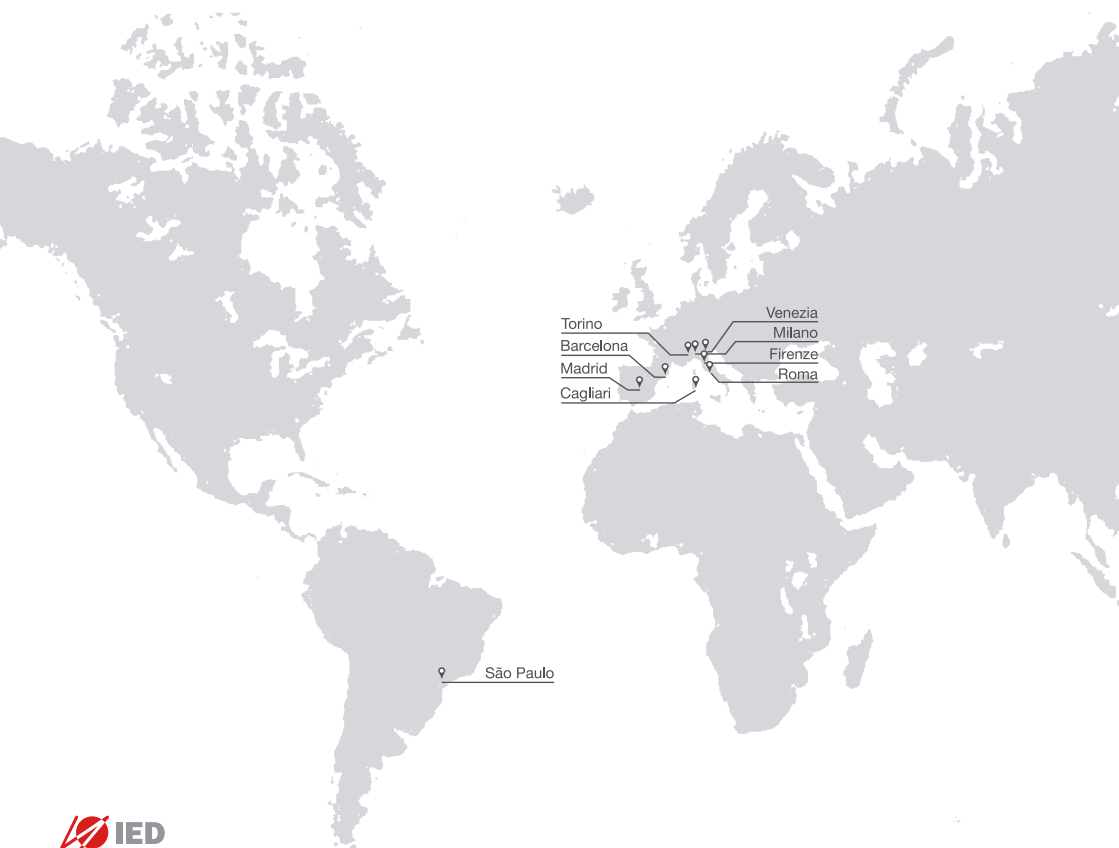 Torino
Barcelona
Madrid
Cagliari
Venezia
Milano
Firenze
Roma
São Paulo
IED